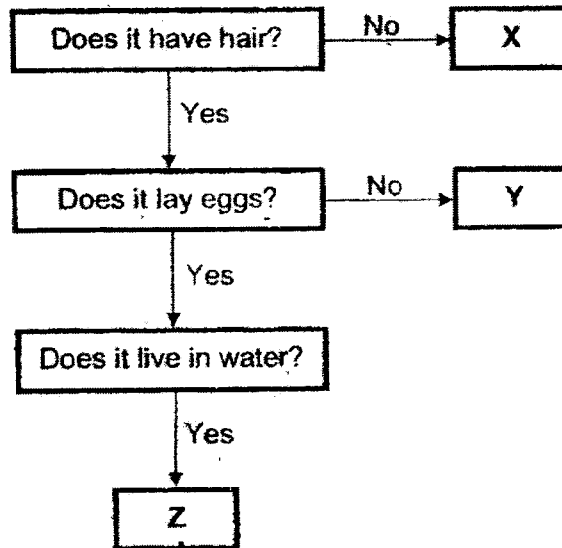 Does it have hair?
No
X
Yes
Does it lay eggs?
No
Y
Yes
Does it live in water?
Yes
Z